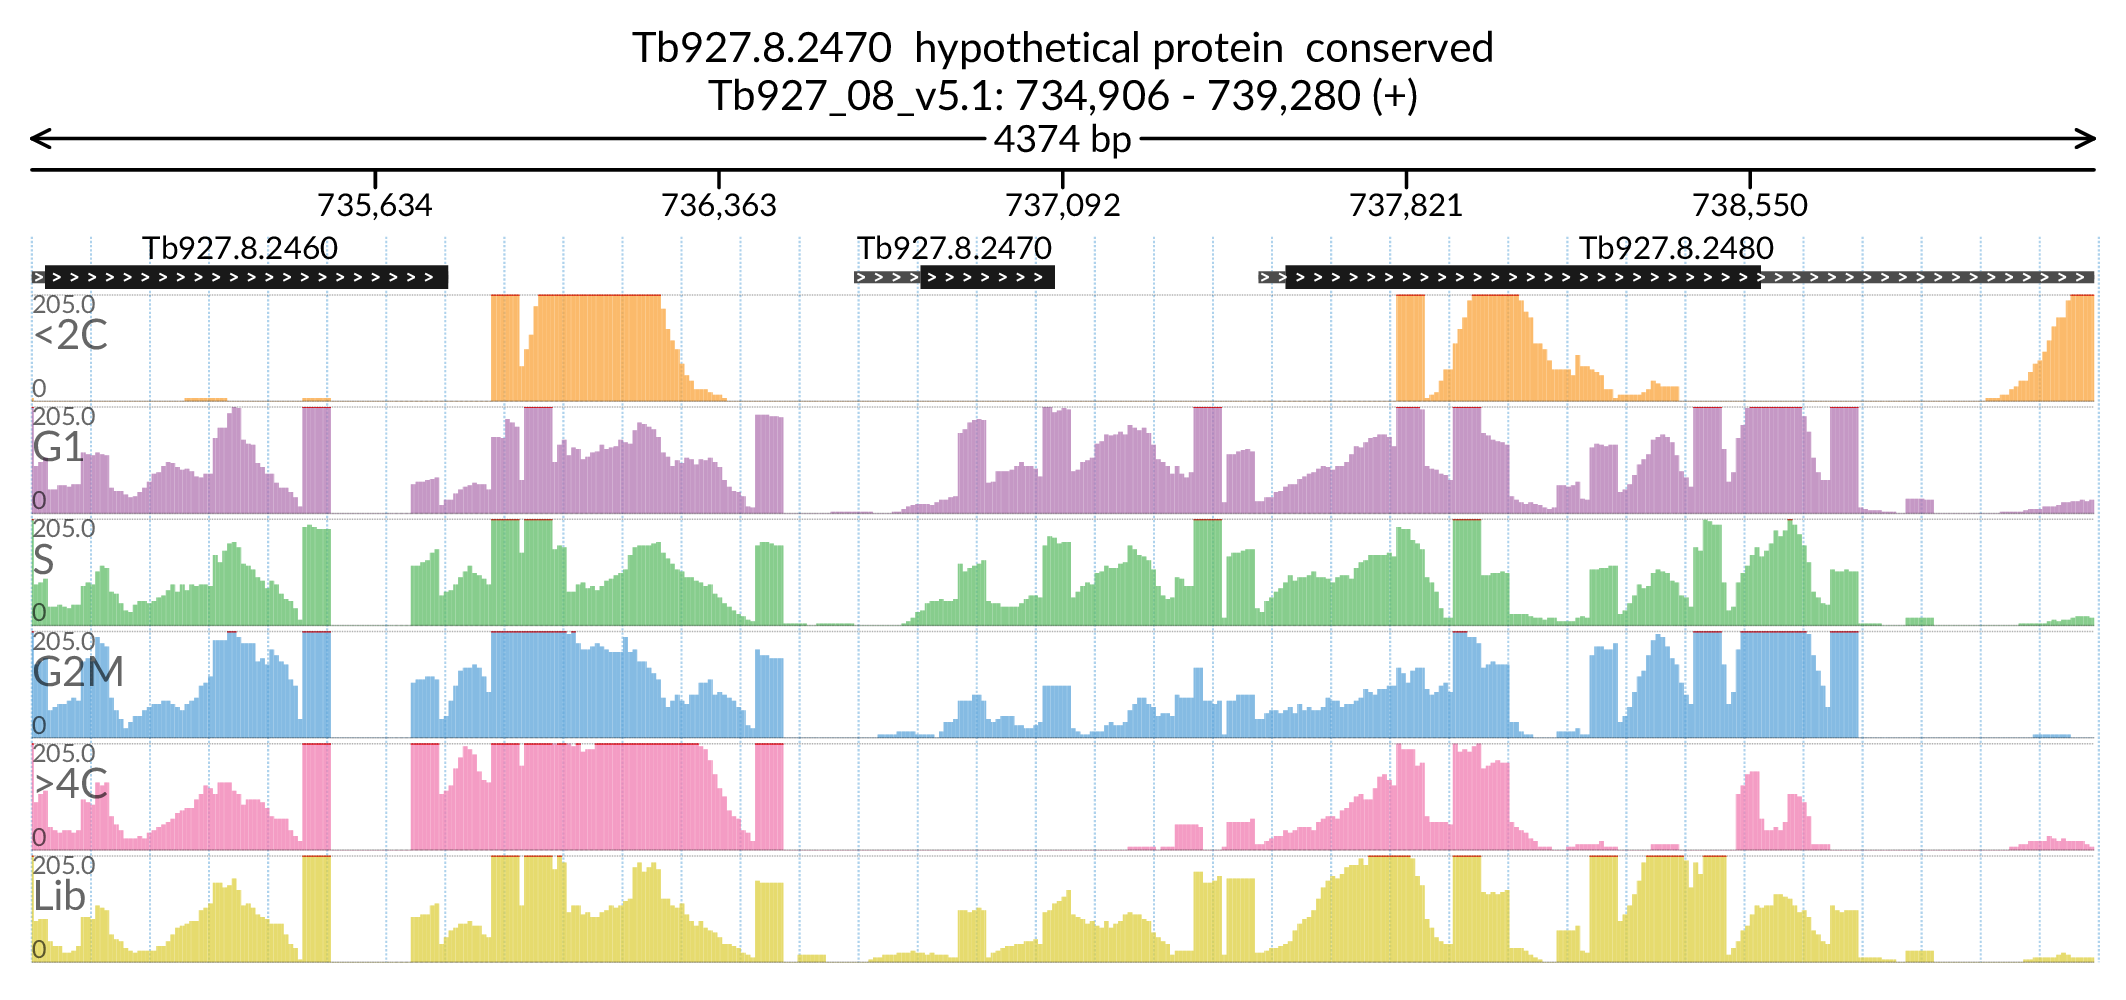 Tb927.8.2470  hypothetical protein  conserved
Tb927_08_v5.1: 734,906 - 739,280 (+)
4374 bp
735,634 736,363 737,092 737,821 738,550
Tb927.8.2460 Tb927.8.2470 Tb927.8.2480
205.0
<2C
0
205.0
G1
0
205.0
S
0
205.0
G2M
0
205.0
>4C
0
205.0
Lib
0